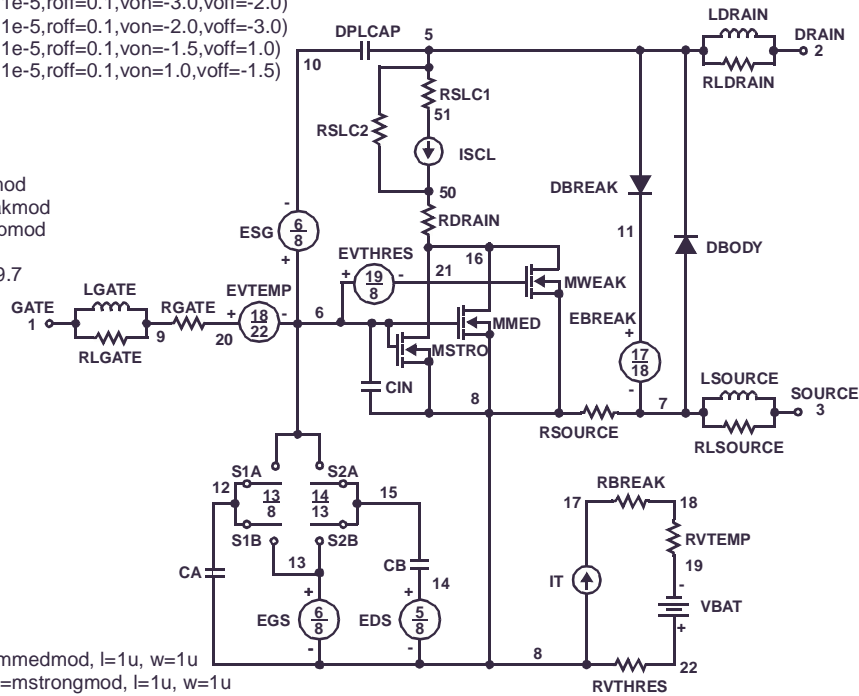 1e-5,roff=0.1,von=-3.0,voff=-2.0)
1e-5,roff=0.1,von=-2.0,voff=-3.0)
1e-5,roff=0.1,von=-1.5,voff=1.0)
1e-5,roff=0.1,von=1.0,voff=-1.5)
LDRAIN
DPLCAP
5
DRAIN
2
10
RLDRAIN
RSLC1
51
RSLC2
ISCL
50
DBREAK
RDRAIN
ESG
6
8
-
+
11
DBODY
EVTHRES
16
21
19
8
+
-
MWEAK
LGATE
EVTEMP
GATE
1
RGATE
+
18
22
-
6
MMED
EBREAK
+
9
20
MSTRO
17
18
RLGATE
-
LSOURCE
CIN
8
7
SOURCE
3
RSOURCE
RLSOURCE
S1A
S2A
12
13
8
14
13
15
RBREAK
17
18
S1B
S2B
RVTEMP
13
CB
19
CA
14
IT
-
+
+
VBAT
EGS
6
8
EDS
5
8
+
-
-
8
22
RVTHRES
mmedmod, l=1u, w=1u
=mstrongmod, l=1u, w=1u